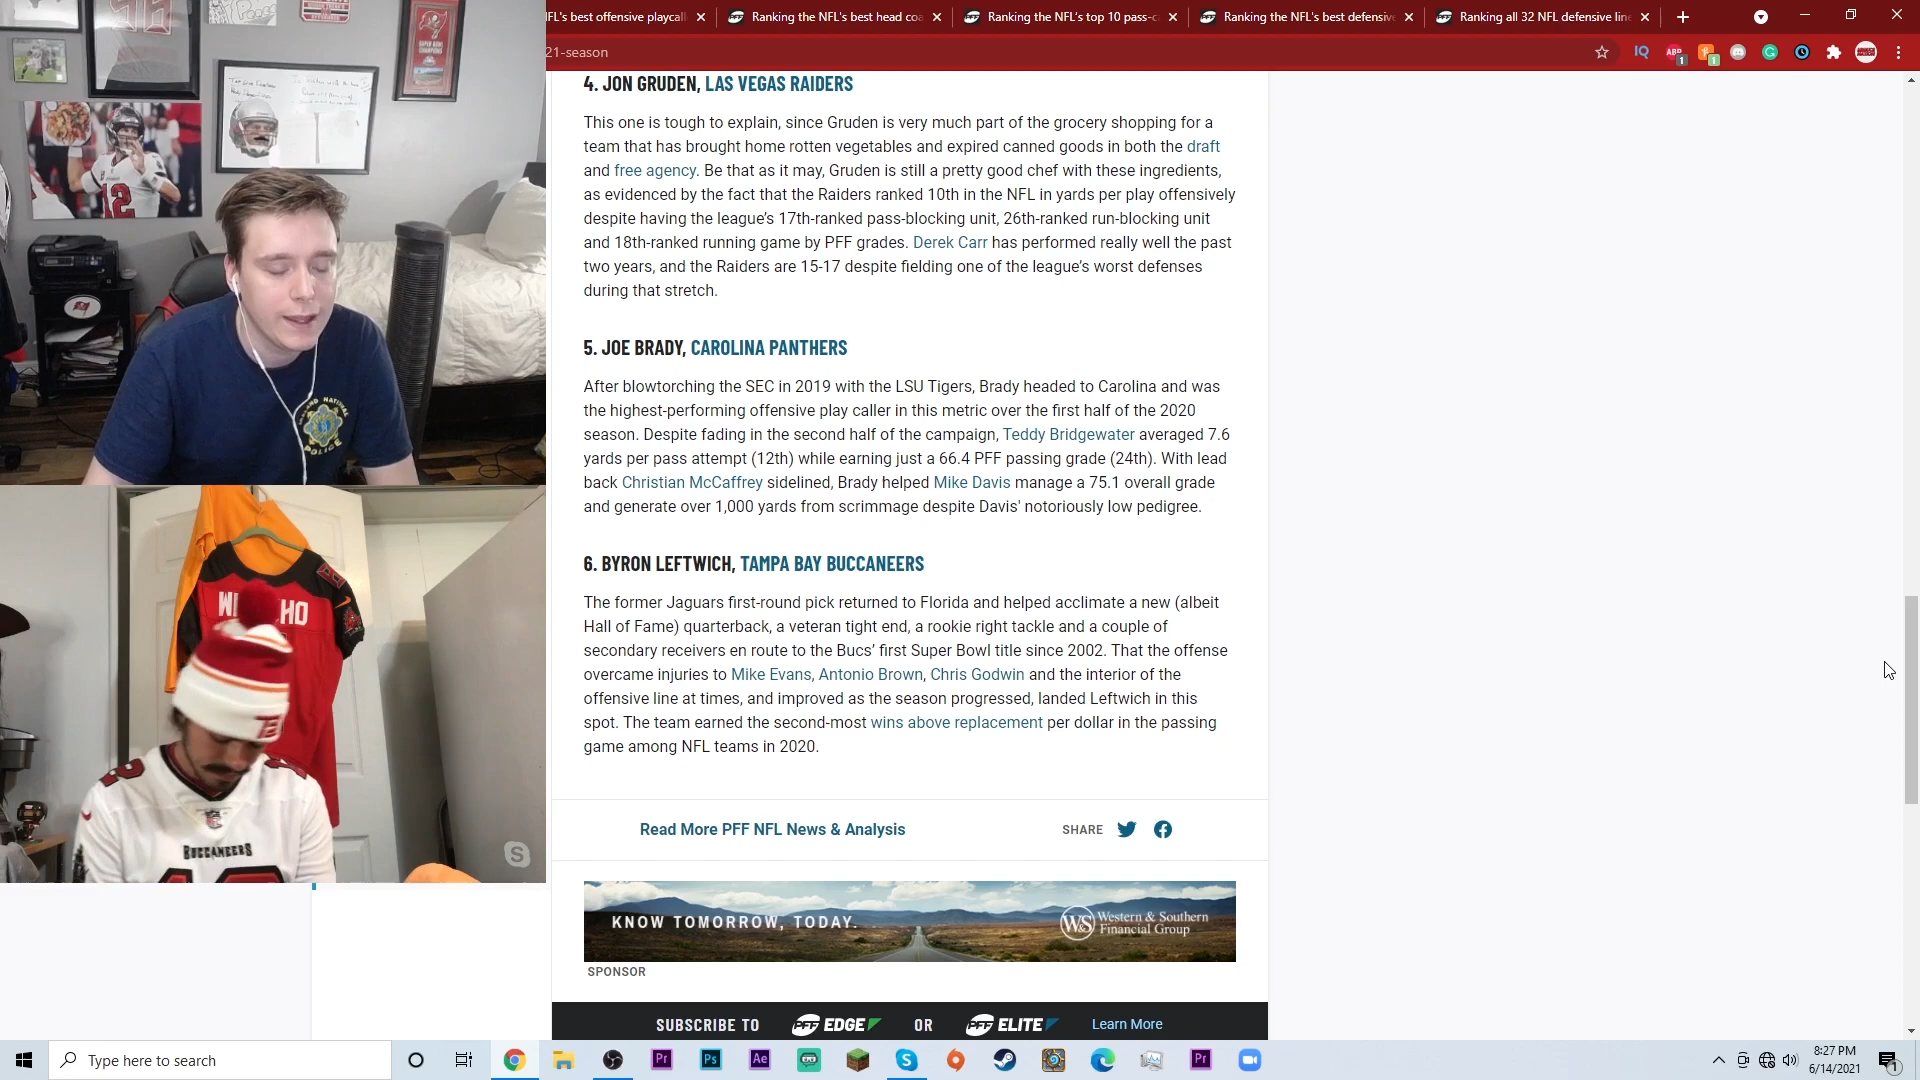 FL's best offensive playcall
Ranking the NFL's best head coa
Ranking the NFL's top 10 pass-c
Ranking the NFL's best defensive
Ranking all 32 NFL defensive line
21-season
4. JON GRUDEN, LAS VEGAS RAIDERS
This one is tough to explain, since Gruden is very much part of the grocery shopping for a
team that has brought home rotten vegetables and expired canned goods in both the draft
and free agency. Be that as it may, Gruden is still a pretty good chef with these ingredients,
as evidenced by the fact that the Raiders ranked 10th in the NFL in yards per play offensively
despite having the league's 17th-ranked pass-blocking unit, 26th-ranked run-blocking unit
and 18th-ranked running game by PFF grades. Derek Carr has performed really well the past
two years, and the Raiders are 15-17 despite fielding one of the league's worst defenses
during that stretch.
5. JOE BRADY, CAROLINA PANTHERS
After blowtorching the SEC in 2019 with the LSU Tigers, Brady headed to Carolina and was
the highest-performing offensive play caller in this metric over the first half of the 2020
season. Despite fading in the second half of the campaign, Teddy Bridgewater averaged 7.6
yards per pass attempt (12th) while earning just a 66.4 PFF passing grade (24th). With lead
back Christian McCaffrey sidelined, Brady helped Mike Davis manage a 75.1 overall grade
and generate over 1,000 yards from scrimmage despite Davis' notoriously low pedigree.
6. BYRON LEFTWICH, TAMPA BAY BUCCANEERS
The former Jaguars first-round pick returned to Florida and helped acclimate a new (albeit
Hall of Fame) quarterback, a veteran tight end, a rookie right tackle and a couple of
secondary receivers en route to the Bucs' first Super Bowl title since 2002. That the offense
overcame injuries to Mike Evans, Antonio Brown, Chris Godwin and the interior of the
offensive line at times, and improved as the season progressed, landed Leftwich in this
spot. The team earned the second-most wins above replacement per dollar in the passing
game among NFL teams in 2020.
Read More PFF NFL News & Analysis
SHARE
KNOW TOMORROW, TODAY.
W&S Western & Southern
Financial Group
SPONSOR
SUBSCRIBE TO PFF EDGE OR PFF ELITE Learn More
12
POLICE
BUCCANEERS
12
Type here to search
8:27 PM
6/14/2021